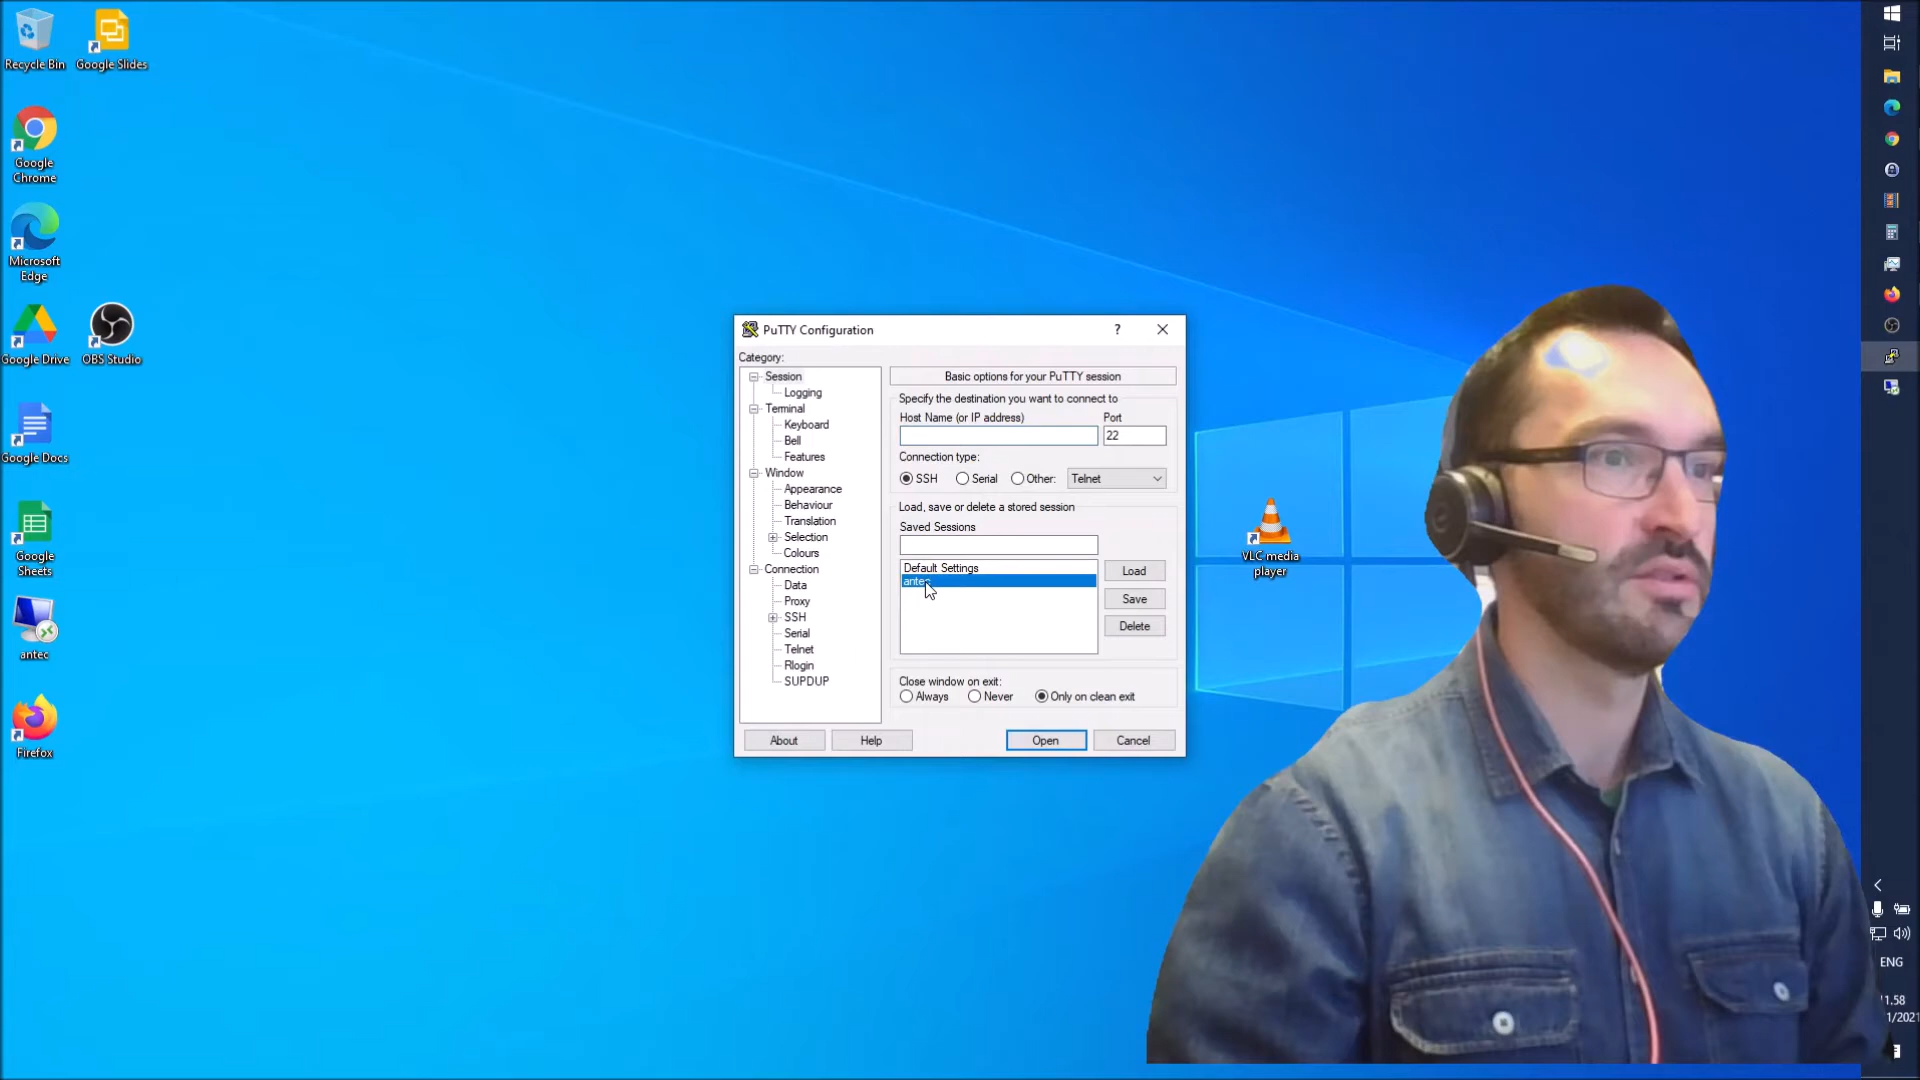 Recycle Bin
Google Slides
Google
Chrome
Microsoft
Edge
Google Drive
OBS Studio
Google Docs
Google
Sheets
antec
Firefox
PuTTY Configuration
?
Category:
Session
Logging
Terminal
Keyboard
Bell
Features
Window
Appearance
Behaviour
Translation
Selection
Colours
Connection
Data
Proxy
SSH
Serial
Telnet
Rlogin
SUPDUP
Basic options for your PuTTY session
Specify the destination you want to connect to
Host Name (or IP address)
Port
22
Connection type:
SSH
Serial
Other:
Telnet
Load, save or delete a stored session
Saved Sessions
Default Settings
antec
Load
Save
Delete
Close window on exit:
Always
Never
Only on clean exit
About
Help
Open
Cancel
VLC media
player
ENG
1.58
1/2021